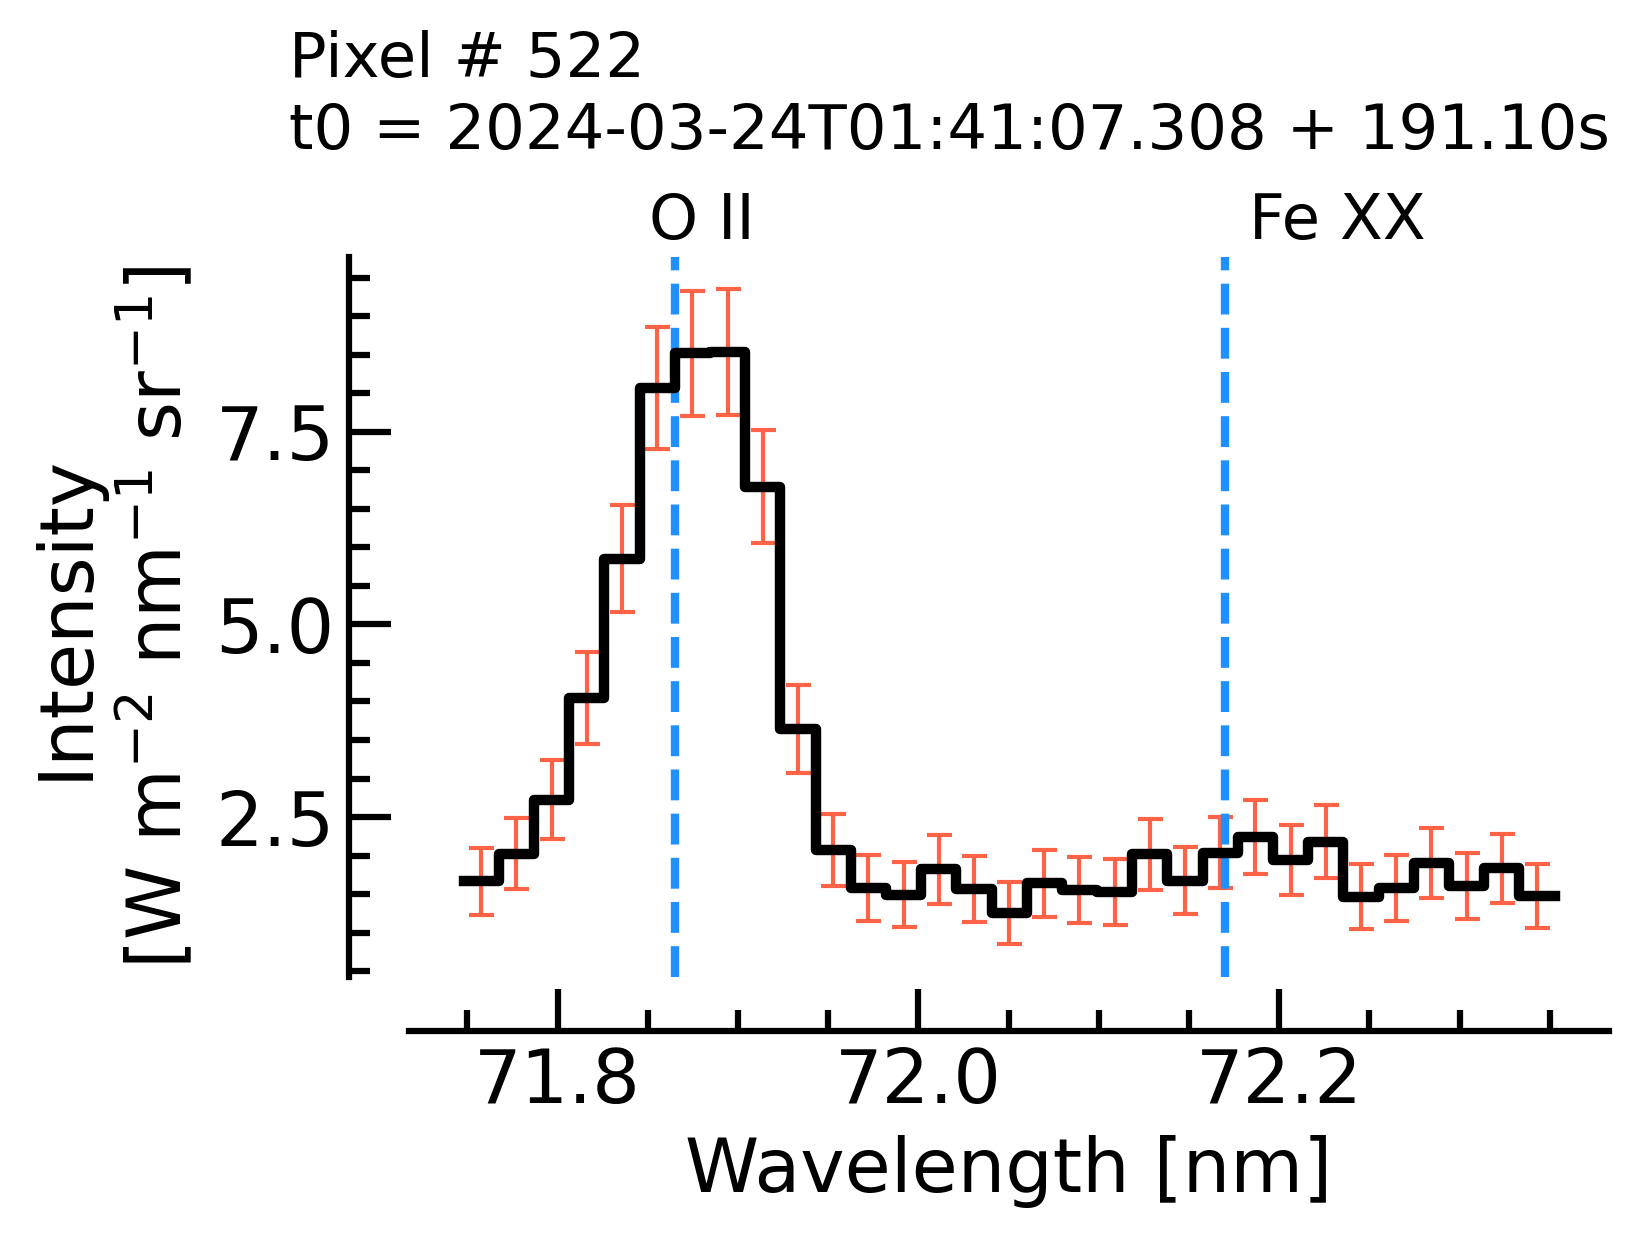 Pixel # 522
t0 = 2024-03-24T01:41:07.308 + 191.10s
O II
Fe XX
Intensity
[W m⁻² nm⁻¹ sr⁻¹]
7.5
5.0
2.5
71.8
72.0
72.2
Wavelength [nm]